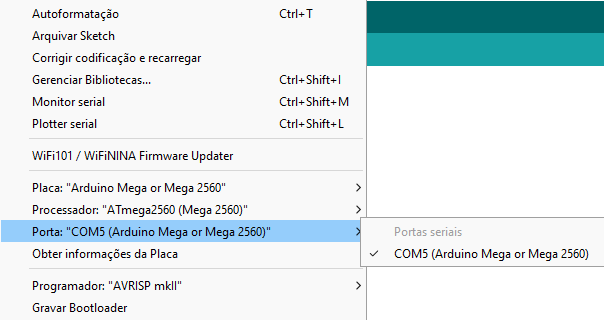 Autoformatação Ctrl+T
Arquivar Sketch
Corrigir codificação e recarregar
Gerenciar Bibliotecas... Ctrl+Shift+I
Monitor serial Ctrl+Shift+M
Plotter serial Ctrl+Shift+L
WiFi101 / WiFiNINA Firmware Updater
Placa: "Arduino Mega or Mega 2560"
Processador: "ATmega2560 (Mega 2560)"
Porta: "COM5 (Arduino Mega or Mega 2560)"
Portas seriais
COM5 (Arduino Mega or Mega 2560)
Obter informações da Placa
Programador: "AVRISP mkII"
Gravar Bootloader